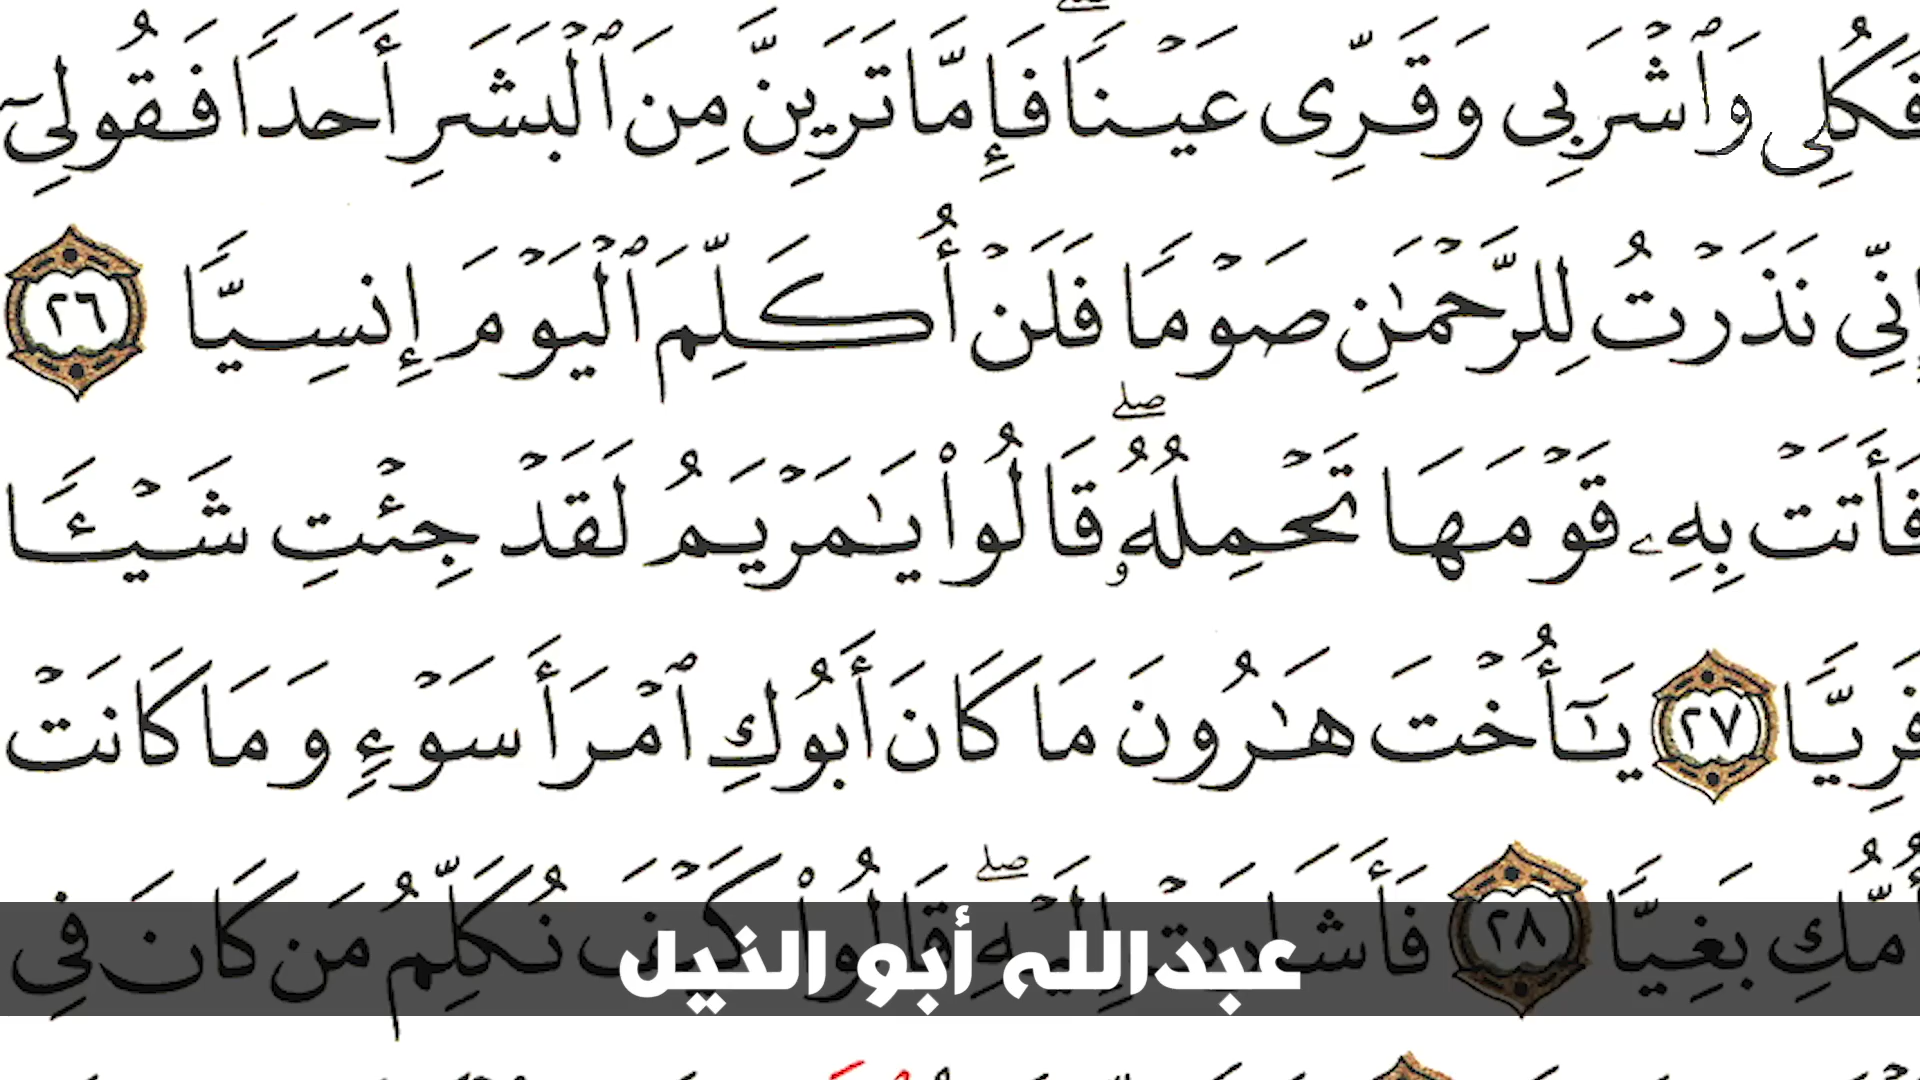 فَكُلِى وَٱشْرَبِى وَقَرِّى عَيْنًا ۖ فَإِمَّا تَرَيِنَّ مِنَ ٱلْبَشَرِ أَحَدًا فَقُولِىٓ
إِنِّى نَذَرْتُ لِلرَّحْمَٰنِ صَوْمًا فَلَنْ أُكَلِّمَ ٱلْيَوْمَ إِنسِيًّا ٢٦
فَأَتَتْ بِهِۦ قَوْمَهَا تَحْمِلُهُۥ ۖ قَالُوا۟ يَٰمَرْيَمُ لَقَدْ جِئْتِ شَيْـًٔا
فَرِيًّا ٢٧ يَٰٓأُخْتَ هَٰرُونَ مَا كَانَ أَبُوكِ ٱمْرَأَ سَوْءٍ وَمَا كَانَتْ
أُمُّكِ بَغِيًّا ٢٨ فَأَشَارَتْ إِلَيْهِ ۖ قَالُوا۟ كَيْفَ نُكَلِّمُ مَن كَانَ فِى
عبدالله أبو النيل